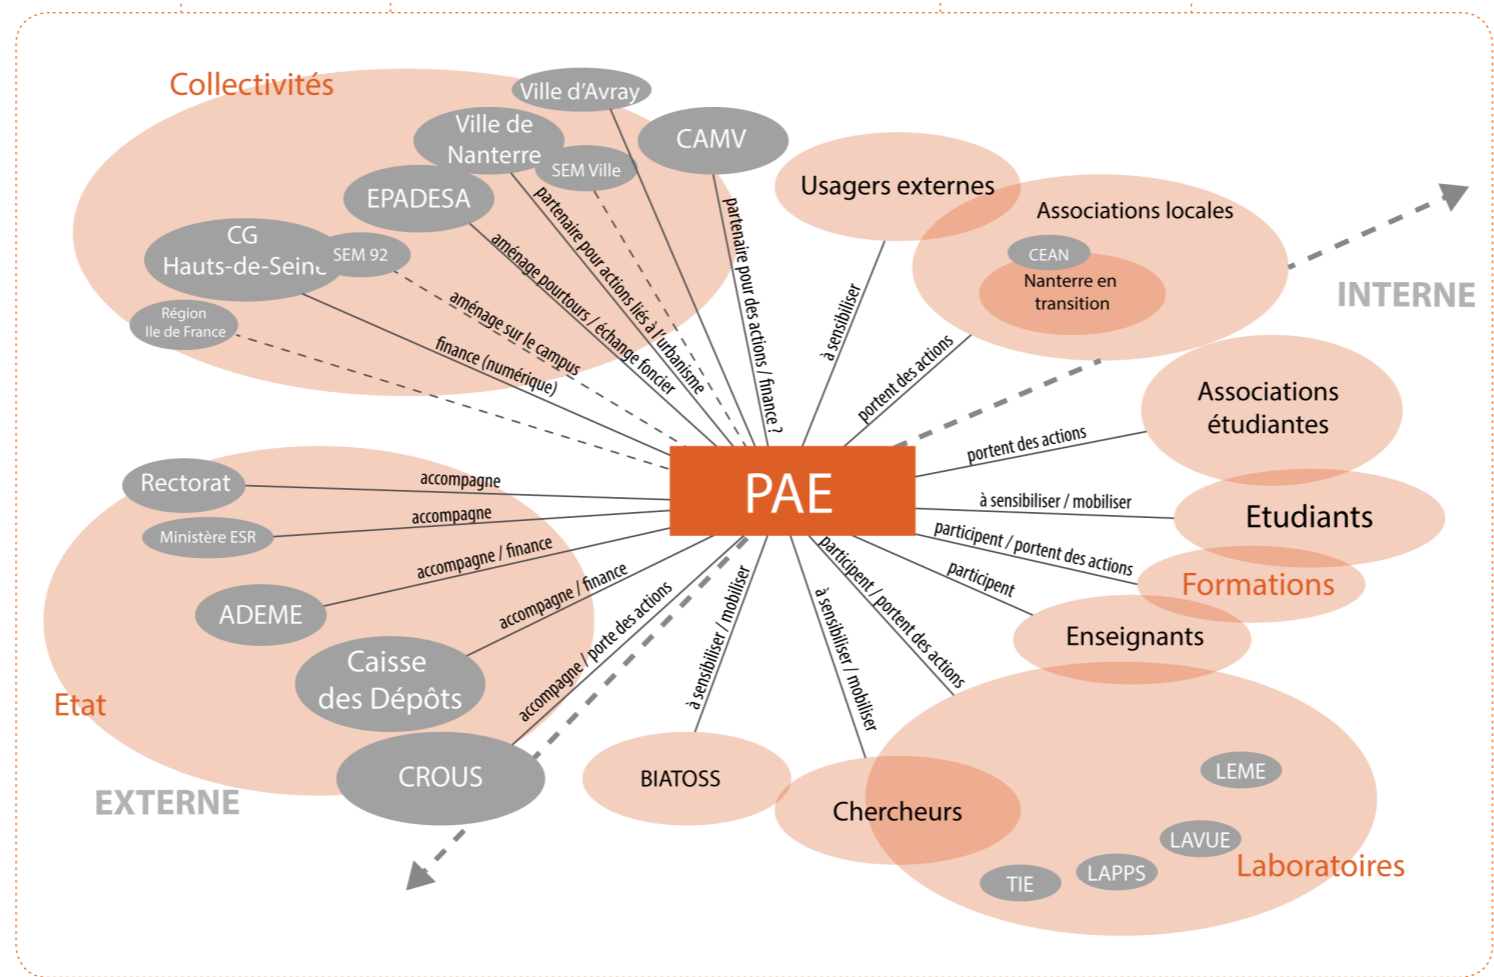 Collectivités
Ville d’Avray
Ville de
Nanterre
SEM Ville
CAMV
EPADESA
CG
Hauts-de-Seine
SEM 92
Région
Ile de France
partenaire pour des actions / finance ?
partenaire pour actions liés à l’urbanisme
aménage pourtours / échange foncier
aménage sur le campus
finance (numérique)
Usagers externes
Associations locales
CEAN
Nanterre en
transition
INTERNE
à sensibiliser
portent des actions
Associations
étudiantes
portent des actions
PAE
Rectorat
accompagne
Ministère ESR
accompagne
ADEME
accompagne / finance
Caisse
des Dépôts
accompagne / finance
Etat
CROUS
accompagne / porte des actions
EXTERNE
à sensibiliser / mobiliser
Etudiants
participent / portent des actions
Formations
participent
Enseignants
participent / portent des actions
à sensibiliser / mobiliser
à sensibiliser / mobiliser
BIATOSS
Chercheurs
LEME
LAVUE
LAPPS
TIE
Laboratoires